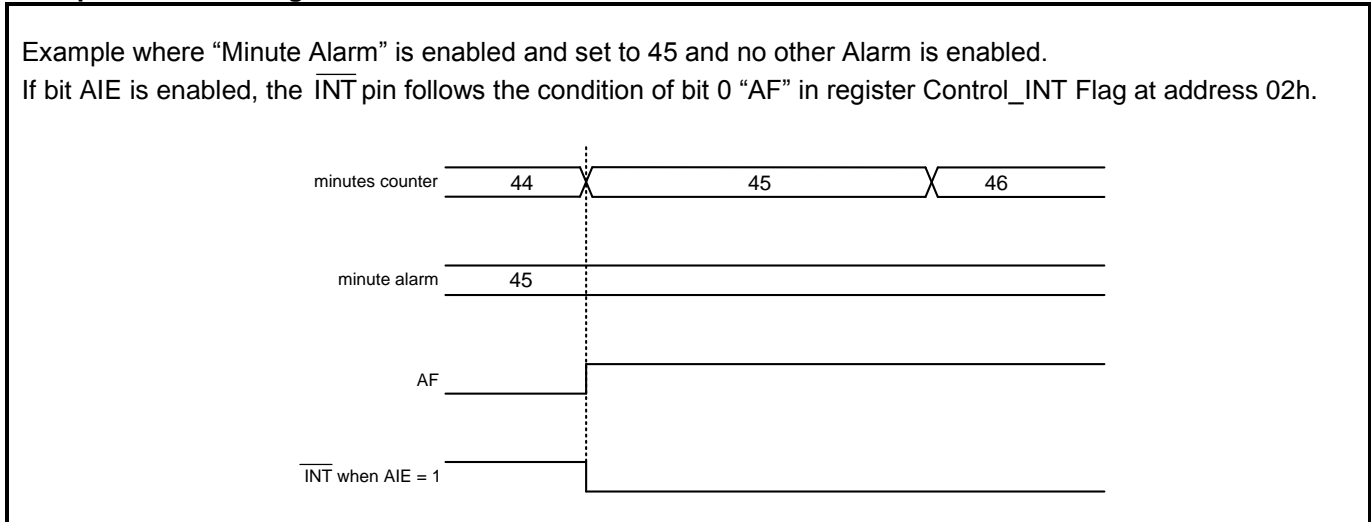 Example where “Minute Alarm” is enabled and set to 45 and no other Alarm is enabled.
If bit AIE is enabled, the INT pin follows the condition of bit 0 “AF” in register Control_INT Flag at address 02h.
minutes counter 44 45 46
minute alarm 45
AF
INT when AIE = 1